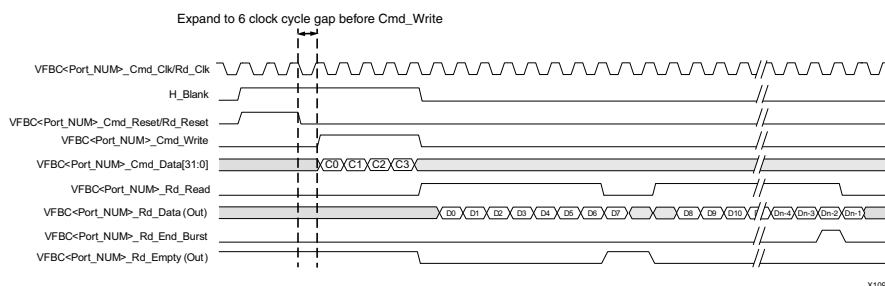 Expand to 6 clock cycle gap before Cmd_Write
VFBC<Port_NUM>_Cmd_Clk/Rd_Clk
H_Blank
VFBC<Port_NUM>_Cmd_Reset/Rd_Reset
VFBC<Port_NUM>_Cmd_Write
VFBC<Port_NUM>_Cmd_Data[31:0] C0 C1 C2 C3
VFBC<Port_NUM>_Rd_Read
VFBC<Port_NUM>_Rd_Data (Out) D0 D1 D2 D3 D4 D5 D6 D7 D8 D9 D10 Dn-4 Dn-3 Dn-2 Dn-1
VFBC<Port_NUM>_Rd_End_Burst
VFBC<Port_NUM>_Rd_Empty (Out)